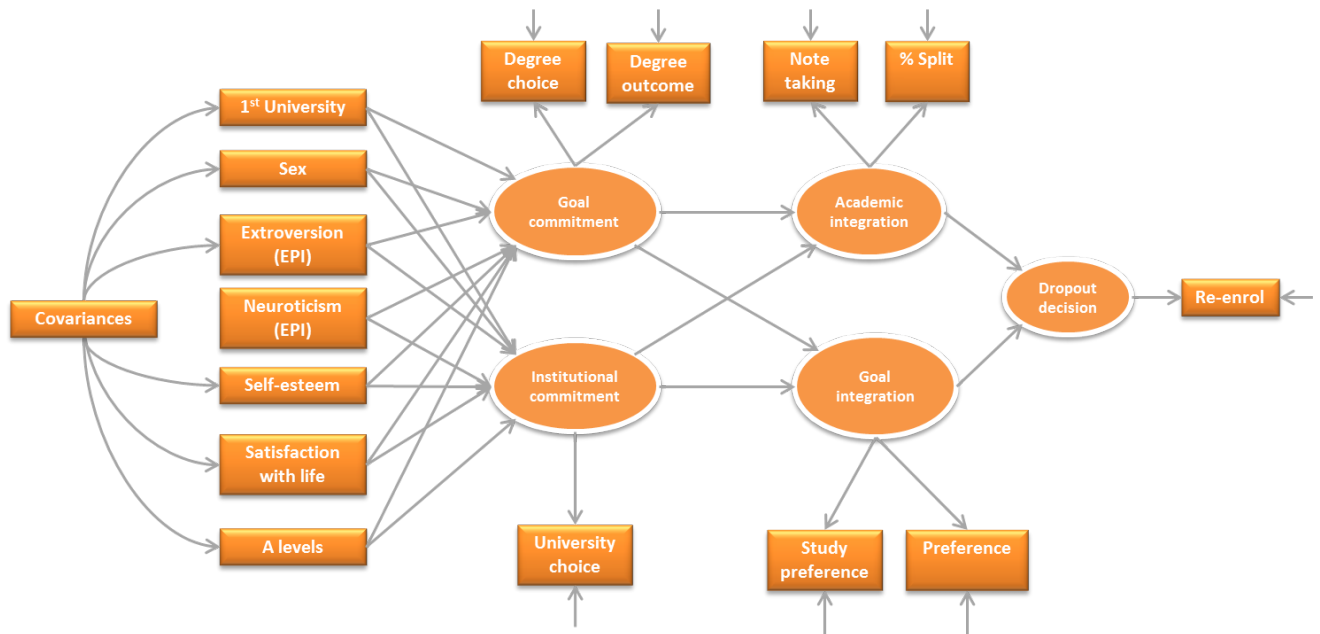 Degree
choice
Degree
outcome
Note
taking
% Split
1st University
Sex
Extroversion
(EPI)
Neuroticism
(EPI)
Covariances
Self-esteem
Satisfaction
with life
A levels
Goal
commitment
Institutional
commitment
Academic
integration
Goal
integration
Dropout
decision
Re-enrol
University
choice
Study
preference
Preference